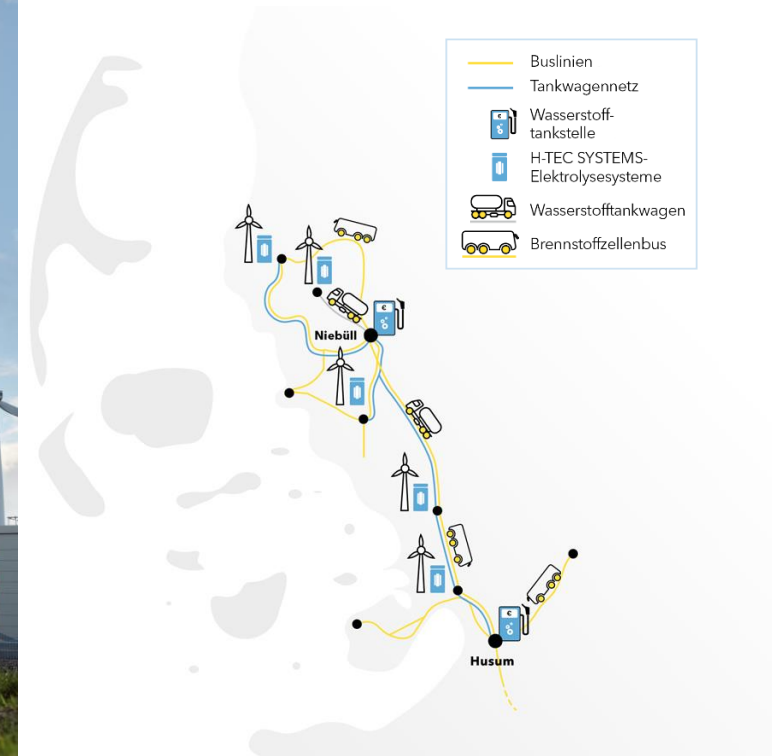 Buslinien
Tankwagennetz
Wasserstoff-
tankstelle
H-TEC SYSTEMS-
Elektrolysesysteme
Wasserstofftankwagen
Brennstoffzellenbus
€
Niebüll
€
Husum